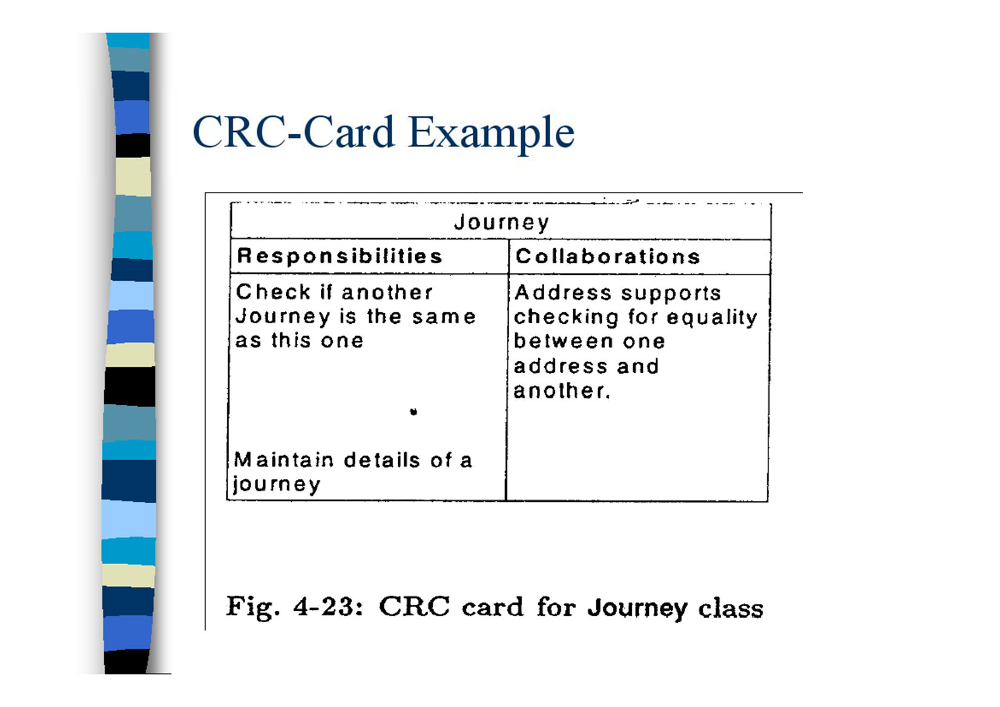 CRC-Card Example
Journey
Responsibilities
Collaborations
Check if another
Journey is the same
as this one
Address supports
checking for equality
between one
address and
another.
Maintain details of a
journey
Fig. 4-23: CRC card for Journey class